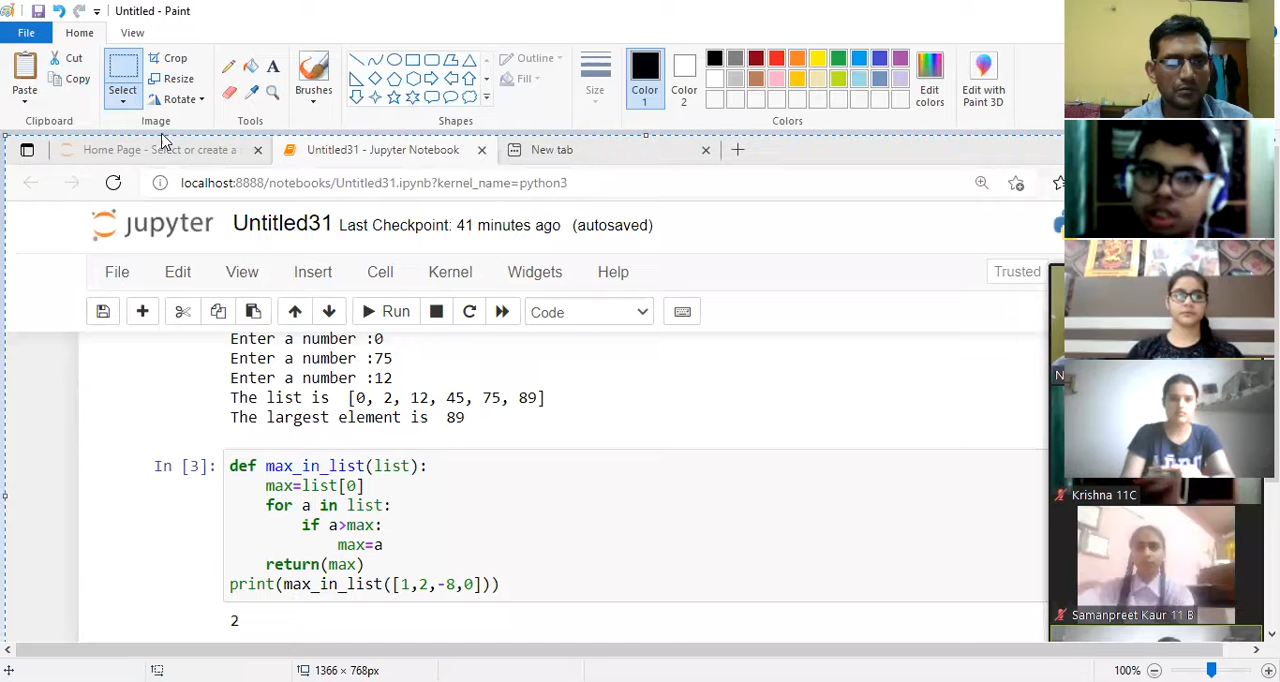 Untitled - Paint
File Home View
Cut
Copy
Paste
Crop
Resize
Rotate
Select
Brushes
Outline
Fill
Size
Color 1
Color 2
Edit colors
Edit with Paint 3D
Clipboard Image Tools Shapes Colors
Home Page - Select or create a
Untitled31 - Jupyter Notebook
New tab
localhost:8888/notebooks/Untitled31.ipynb?kernel_name=python3
jupyter Untitled31 Last Checkpoint: 41 minutes ago (autosaved)
File Edit View Insert Cell Kernel Widgets Help Trusted
Run Code
Enter a number :0
Enter a number :75
Enter a number :12
The list is [0, 2, 12, 45, 75, 89]
The largest element is 89
In [3]: def max_in_list(list):
max=list[0]
for a in list:
if a>max:
max=a
return(max)
print(max_in_list([1,2,-8,0]))
2
N
Krishna 11C
Samanpreet Kaur 11 B
1366 × 768px
100%